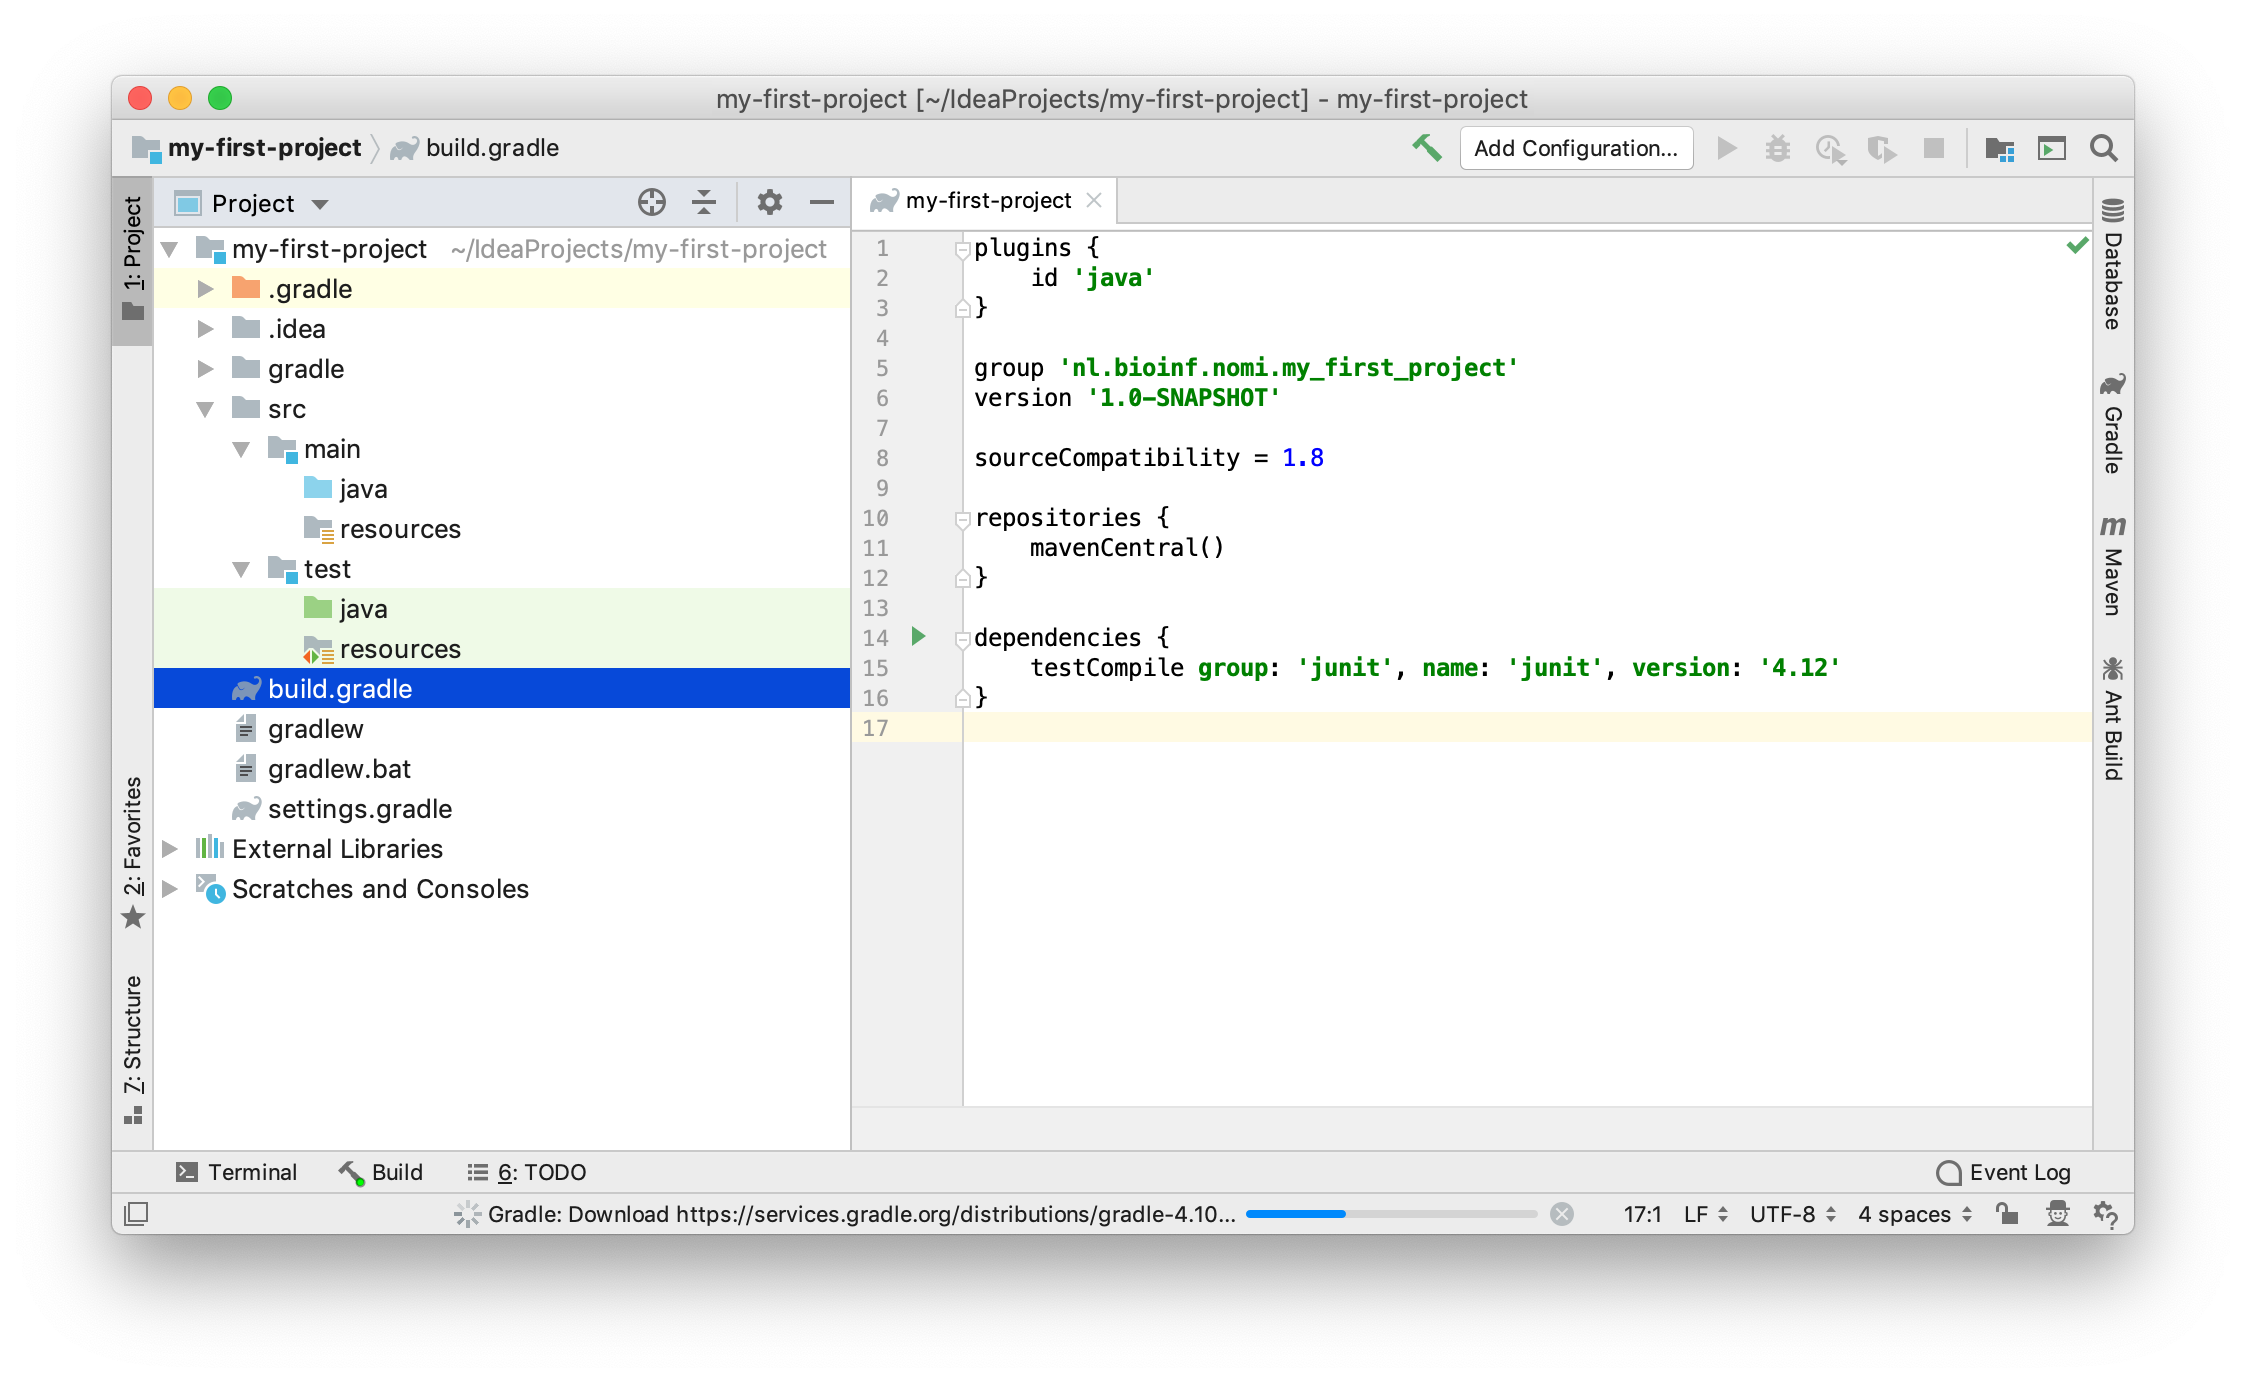 my-first-project [~/IdeaProjects/my-first-project] - my-first-project
my-first-project build.gradle
Add Configuration...
1: Project
2: Favorites
7: Structure
Project
my-first-project ~/IdeaProjects/my-first-project
.gradle
.idea
gradle
src
main
java
resources
test
java
resources
build.gradle
gradlew
gradlew.bat
settings.gradle
External Libraries
Scratches and Consoles
my-first-project
1 plugins {
2     id 'java'
3 }
4
5 group 'nl.bioinf.nomi.my_first_project'
6 version '1.0-SNAPSHOT'
7
8 sourceCompatibility = 1.8
9
10 repositories {
11     mavenCentral()
12 }
13
14 dependencies {
15     testCompile group: 'junit', name: 'junit', version: '4.12'
16 }
17
Database
Gradle
m Maven
Ant Build
Terminal Build 6: TODO Event Log
Gradle: Download https://services.gradle.org/distributions/gradle-4.10... 17:1 LF UTF-8 4 spaces